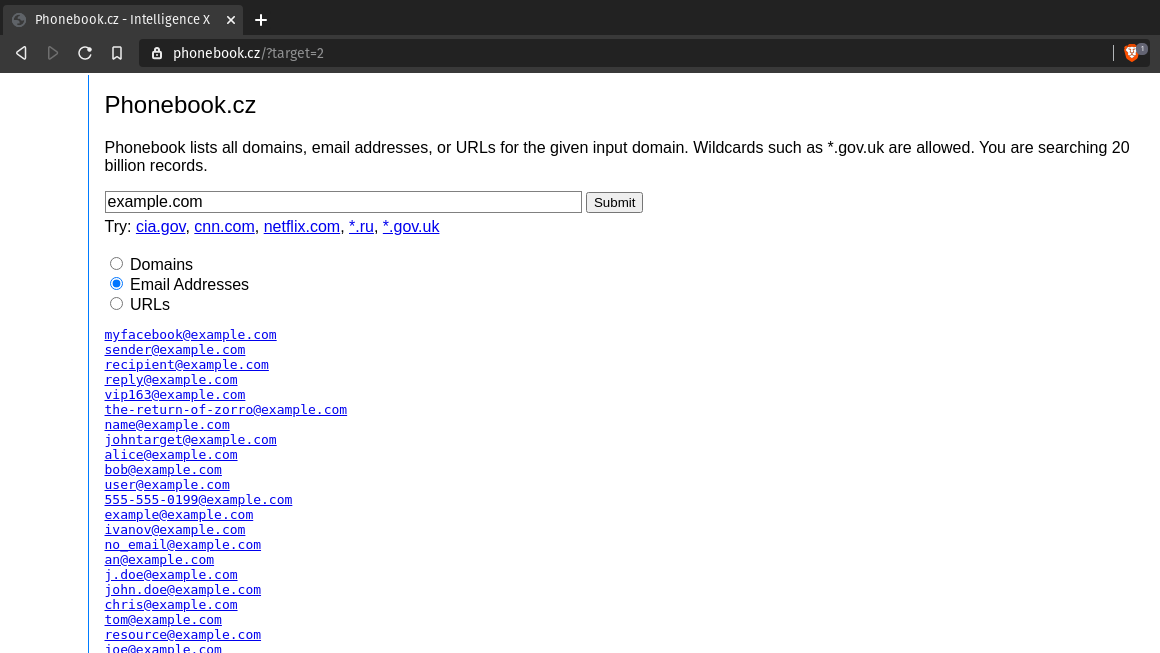 Phonebook.cz - Intelligence X
phonebook.cz/?target=2
1
Phonebook.cz
Phonebook lists all domains, email addresses, or URLs for the given input domain. Wildcards such as *.gov.uk are allowed. You are searching 20
billion records.
example.com Submit
Try: cia.gov, cnn.com, netflix.com, *.ru, *.gov.uk
Domains
Email Addresses
URLs
myfacebook@example.com
sender@example.com
recipient@example.com
reply@example.com
vip163@example.com
the-return-of-zorro@example.com
name@example.com
johntarget@example.com
alice@example.com
bob@example.com
user@example.com
555-555-0199@example.com
example@example.com
ivanov@example.com
no_email@example.com
an@example.com
j.doe@example.com
john.doe@example.com
chris@example.com
tom@example.com
resource@example.com
joe@example.com